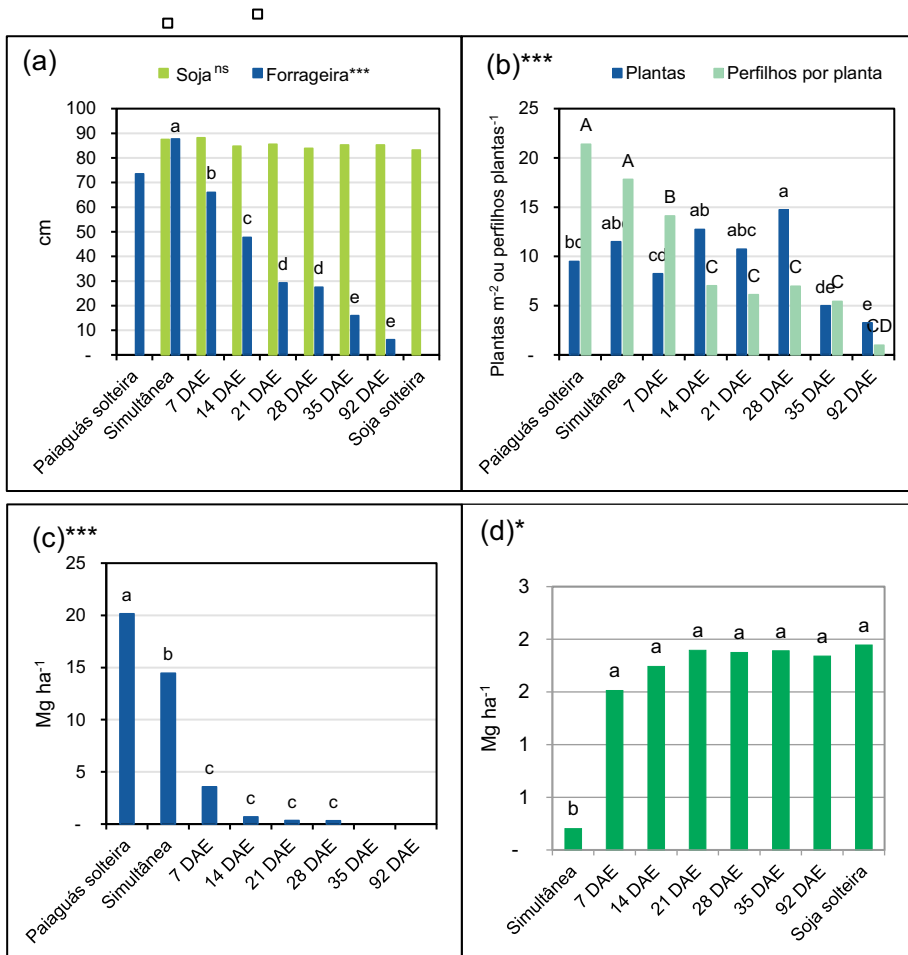 (a)
Soja ns Forrageira***
cm
100
90
80
70
60
50
40
30
20
10
-
a
b
c
d
d
e
e
Paiaguás solteira
Simultânea
7 DAE
14 DAE
21 DAE
28 DAE
35 DAE
92 DAE
Soja solteira
(b)***
Plantas Perfilhos por planta
Plantas m-2 ou perfilhos plantas-1
25
20
15
10
5
-
bc A
abc A
cd B
ab C
abc C
a C
de C
e CD
Paiaguás solteira
Simultânea
7 DAE
14 DAE
21 DAE
28 DAE
35 DAE
92 DAE
(c)***
Mg ha-1
25
20
15
10
5
-
a
b
c
c
c
c
Paiaguás solteira
Simultânea
7 DAE
14 DAE
21 DAE
28 DAE
35 DAE
92 DAE
(d)*
Mg ha-1
3
2
2
1
1
-
b
a
a
a
a
a
a
a
Simultânea
7 DAE
14 DAE
21 DAE
28 DAE
35 DAE
92 DAE
Soja solteira